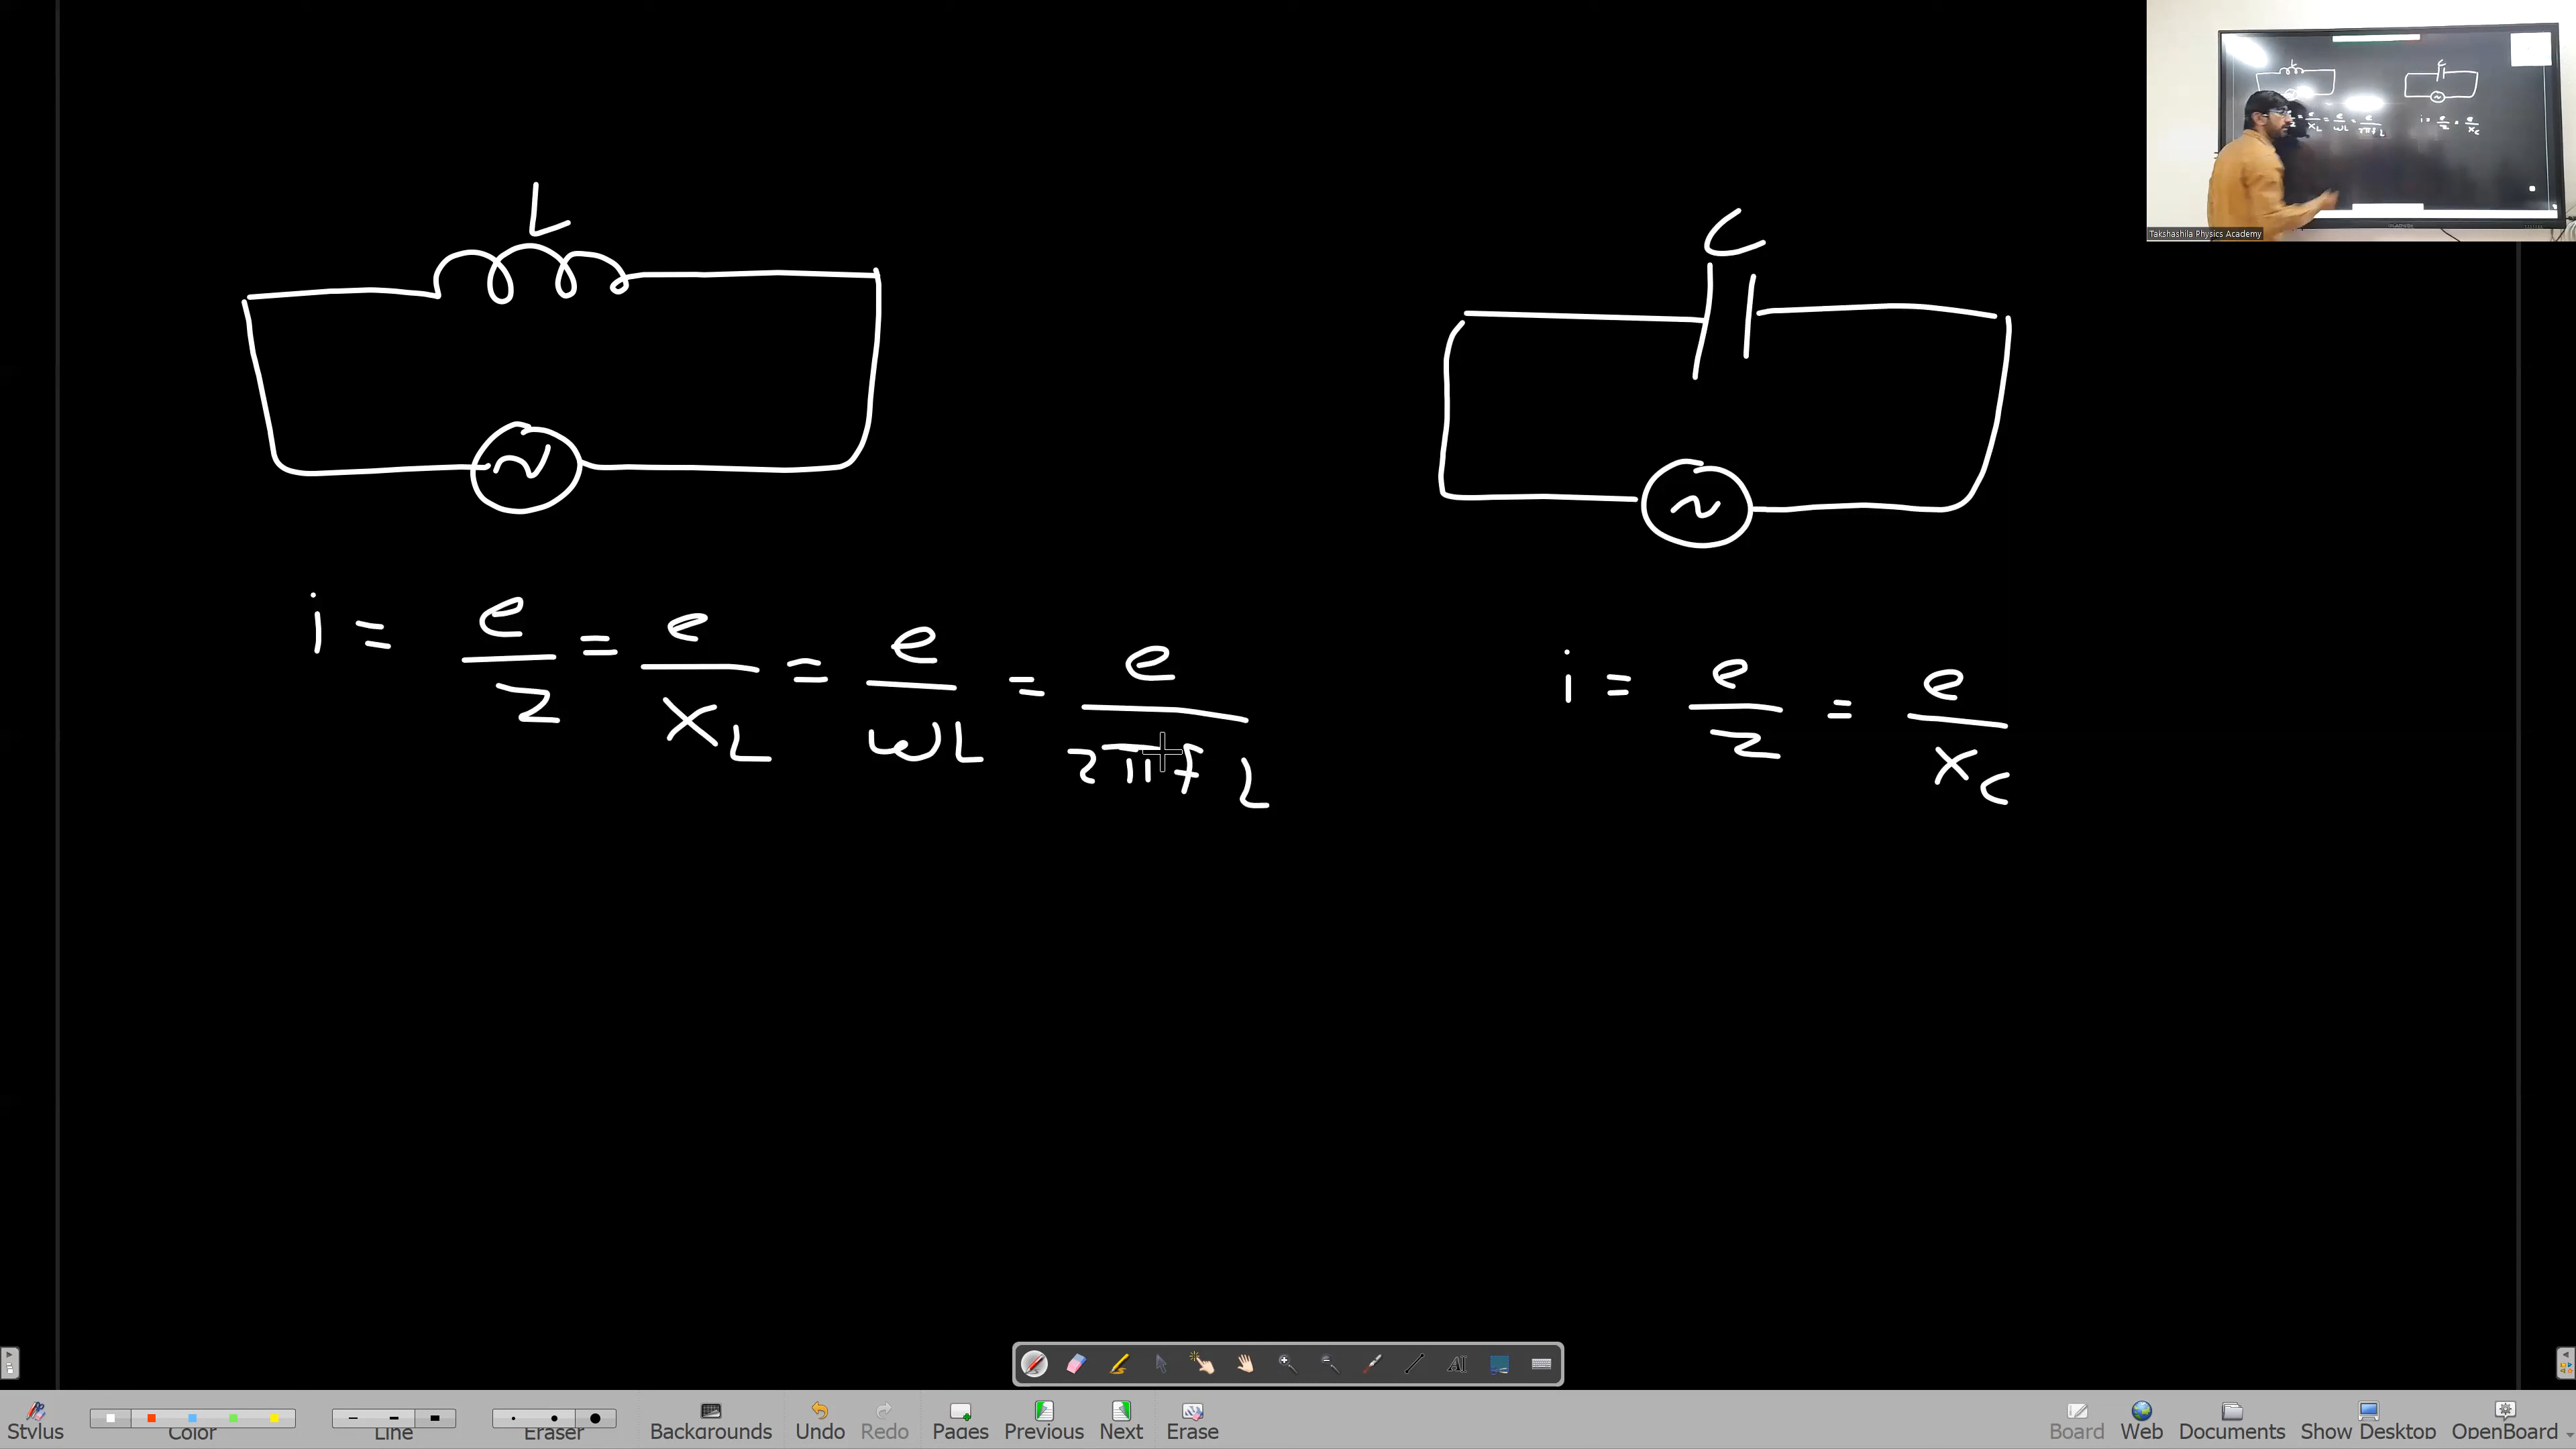 L
C
i = e/z = e/X_L = e/ωL = e/2πfL
i = e/z = e/X_C
Takshashila Physics Academy
Stylus Color Line Eraser Backgrounds Undo Redo Pages Previous Next Erase Board Web Documents Show Desktop OpenBoard